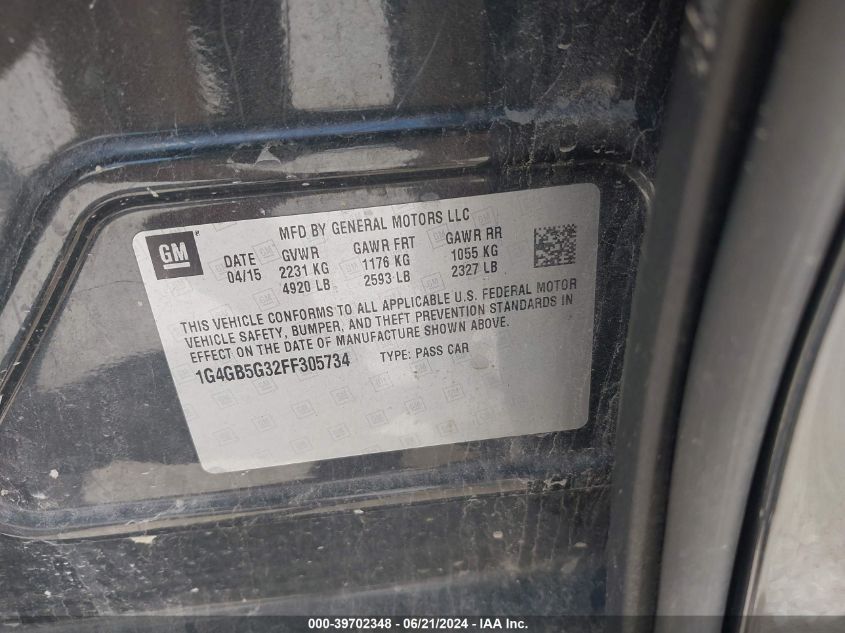 MFD BY GENERAL MOTORS LLC
GM
DATE GVWR GAWR FRT GAWR RR
04/15 2231 KG 1176 KG 1055 KG
4920 LB 2593 LB 2327 LB
THIS VEHICLE CONFORMS TO ALL APPLICABLE U.S. FEDERAL MOTOR
VEHICLE SAFETY, BUMPER, AND THEFT PREVENTION STANDARDS IN
EFFECT ON THE DATE OF MANUFACTURE SHOWN ABOVE.
1G4GB5G32FF305734 TYPE: PASS CAR
000-39702348 - 06/21/2024 - IAAI, INC.